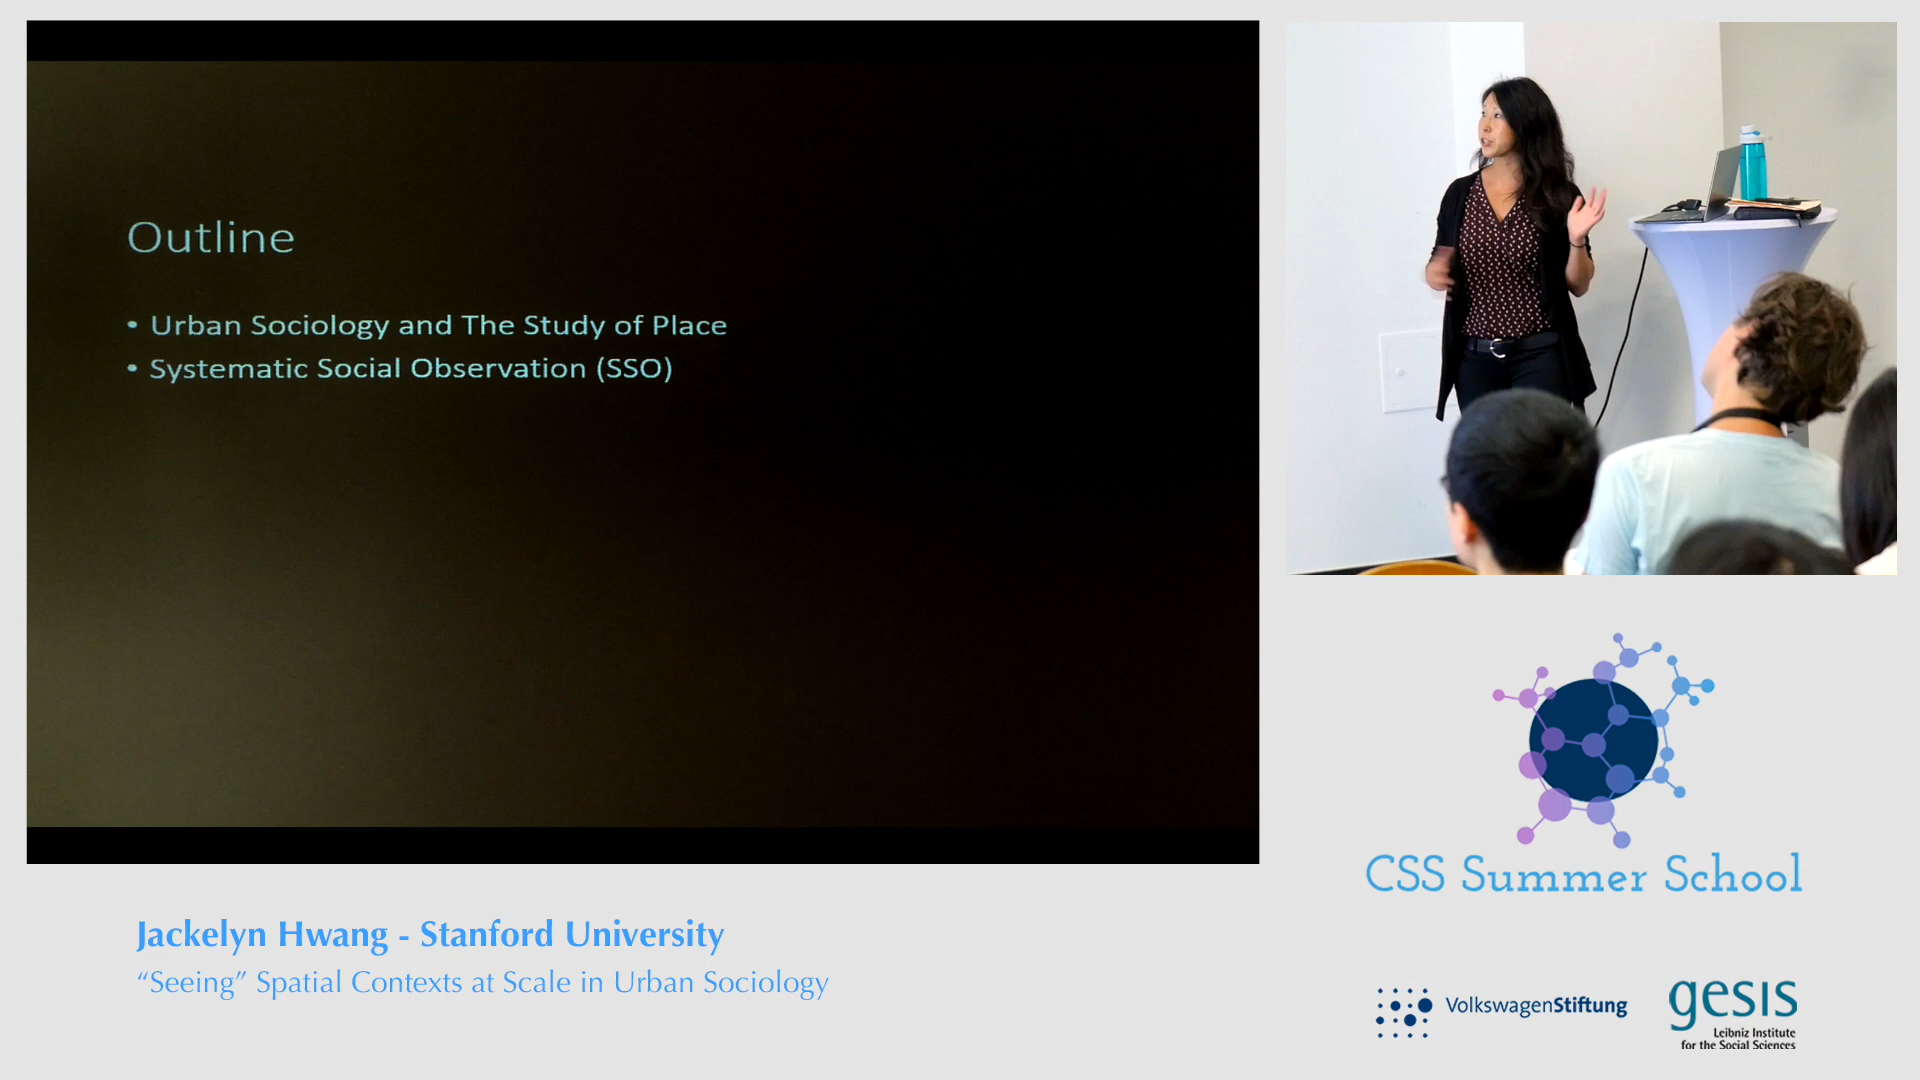 Outline
• Urban Sociology and The Study of Place
• Systematic Social Observation (SSO)
Jackelyn Hwang - Stanford University
“Seeing” Spatial Contexts at Scale in Urban Sociology
CSS Summer School
VolkswagenStiftung
gesis
Leibniz Institute
for the Social Sciences